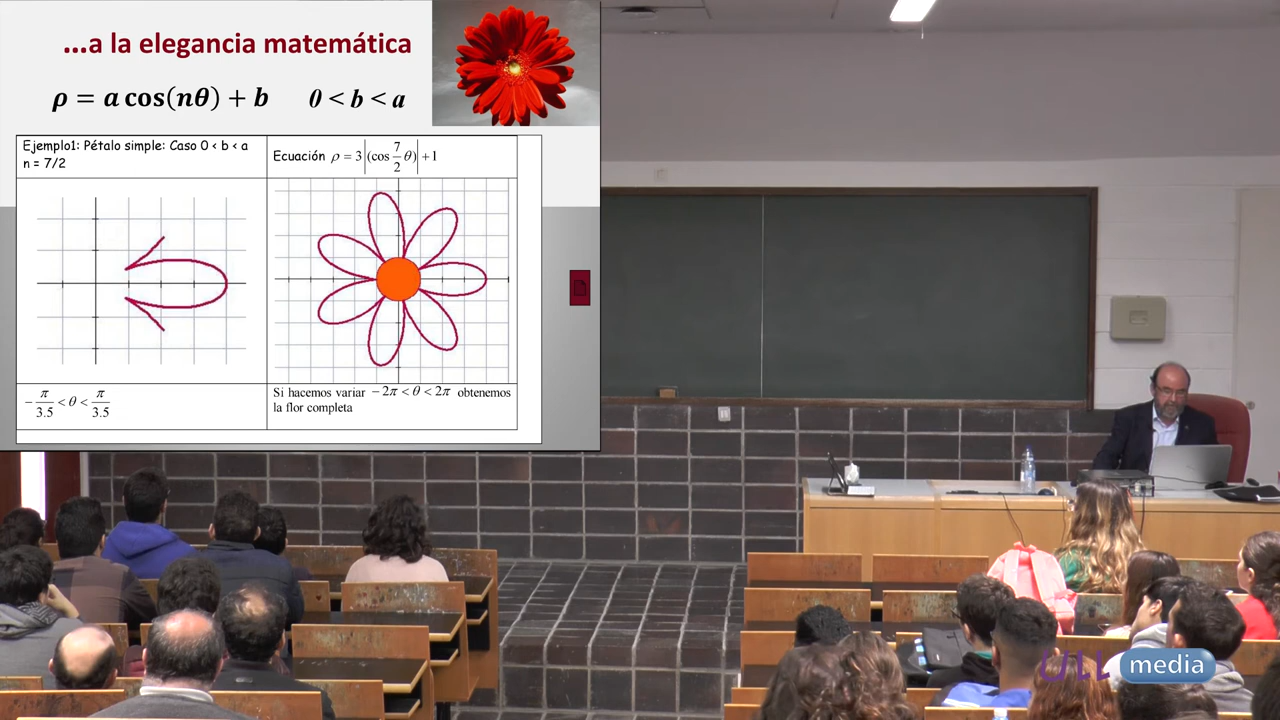 ...a la elegancia matemática
ρ = a cos(nθ) + b 0 < b < a
Ejemplo1: Pétalo simple: Caso 0 < b < a
n = 7/2
Ecuación ρ = 3|(cos 7/2 θ)| + 1
-π/3.5 < θ < π/3.5
Si hacemos variar -2π < θ < 2π obtenemos
la flor completa
ULL media